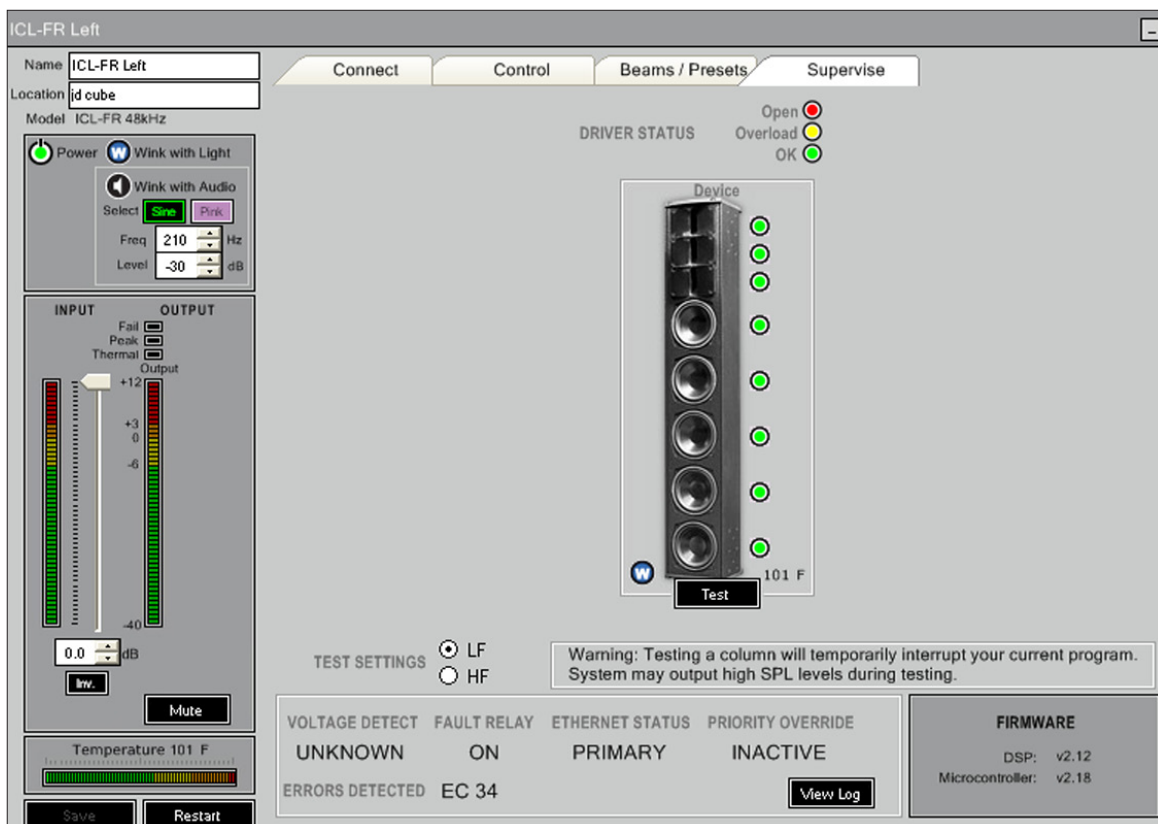 ICL-FR Left
Name ICL-FR Left
Location jd cube
Model ICL-FR 48kHz
Power W Wink with Light
Wink with Audio
Select Sine Pink
Freq 210 Hz
Level -30 dB
INPUT OUTPUT
Fail
Peak
Thermal
Output
+12
+3
0
-6
-40
0.0 dB
Inv.
Mute
Temperature 101 F
Save Restart
Connect Control Beams / Presets Supervise
DRIVER STATUS
Open
Overload
OK
Device
W
101 F
Test
TEST SETTINGS
LF
HF
Warning: Testing a column will temporarily interrupt your current program.
System may output high SPL levels during testing.
VOLTAGE DETECT FAULT RELAY ETHERNET STATUS PRIORITY OVERRIDE
UNKNOWN ON PRIMARY INACTIVE
ERRORS DETECTED EC 34
View Log
FIRMWARE
DSP: v2.12
Microcontroller: v2.18